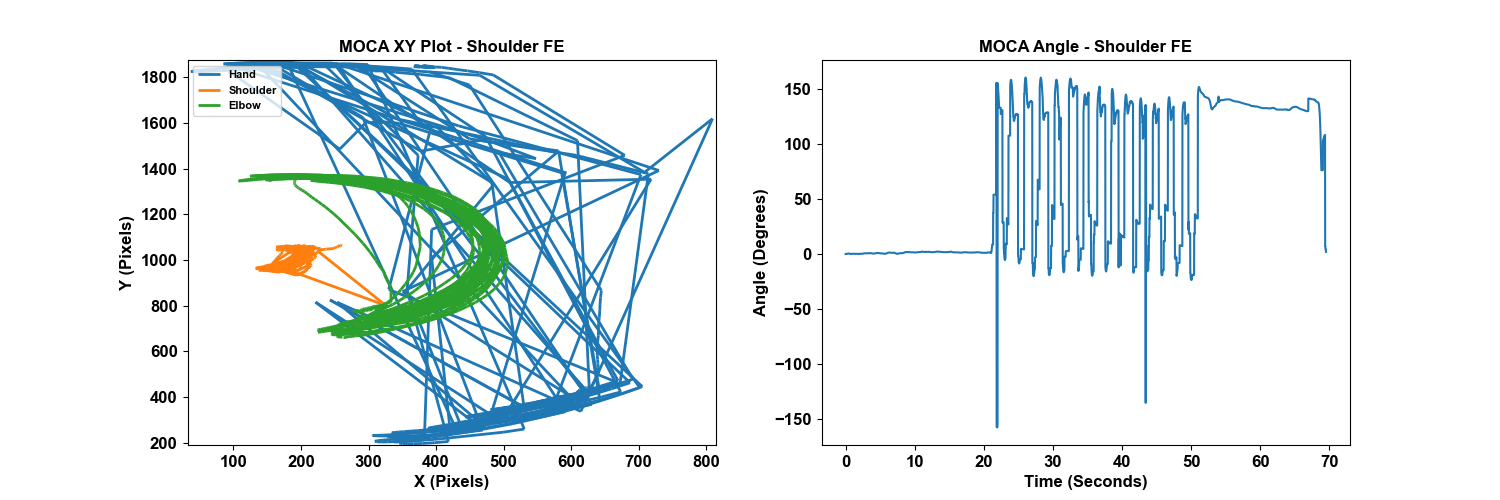 MOCA XY Plot - Shoulder FE
Hand
Shoulder
Elbow
1800
1600
1400
1200
1000
800
600
400
200
Y (Pixels)
100 200 300 400 500 600 700 800
X (Pixels)
MOCA Angle - Shoulder FE
150
100
50
0
−50
−100
−150
Angle (Degrees)
0 10 20 30 40 50 60 70
Time (Seconds)